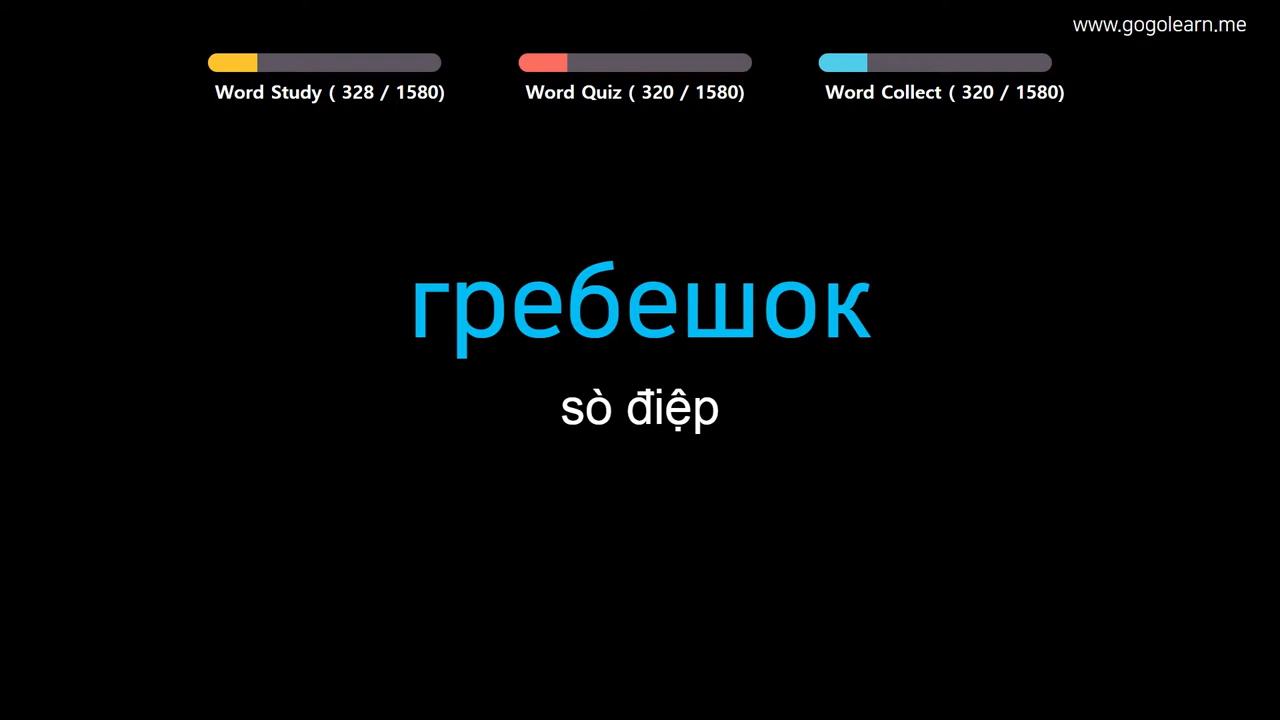 www.gogolearn.me
Word Study ( 328 / 1580)
Word Quiz ( 320 / 1580)
Word Collect ( 320 / 1580)
гребешок
sò điệp